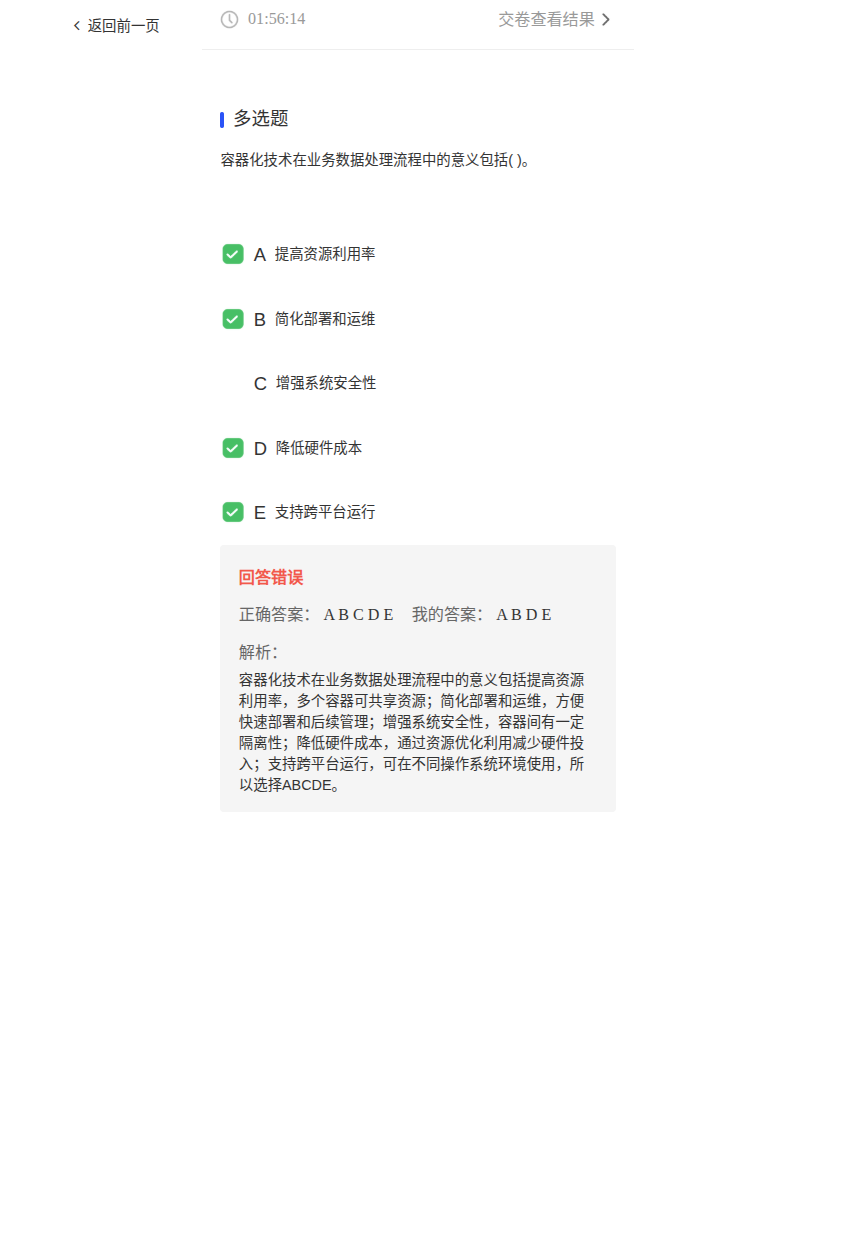 返回前一页
01:56:14
交卷查看结果
多选题
容器化技术在业务数据处理流程中的意义包括( )。
A 提高资源利用率
B 简化部署和运维
C 增强系统安全性
D 降低硬件成本
E 支持跨平台运行
回答错误
正确答案： A B C D E 我的答案： A B D E
解析：
容器化技术在业务数据处理流程中的意义包括提高资源
利用率，多个容器可共享资源；简化部署和运维，方便
快速部署和后续管理；增强系统安全性，容器间有一定
隔离性；降低硬件成本，通过资源优化利用减少硬件投
入；支持跨平台运行，可在不同操作系统环境使用，所
以选择ABCDE。